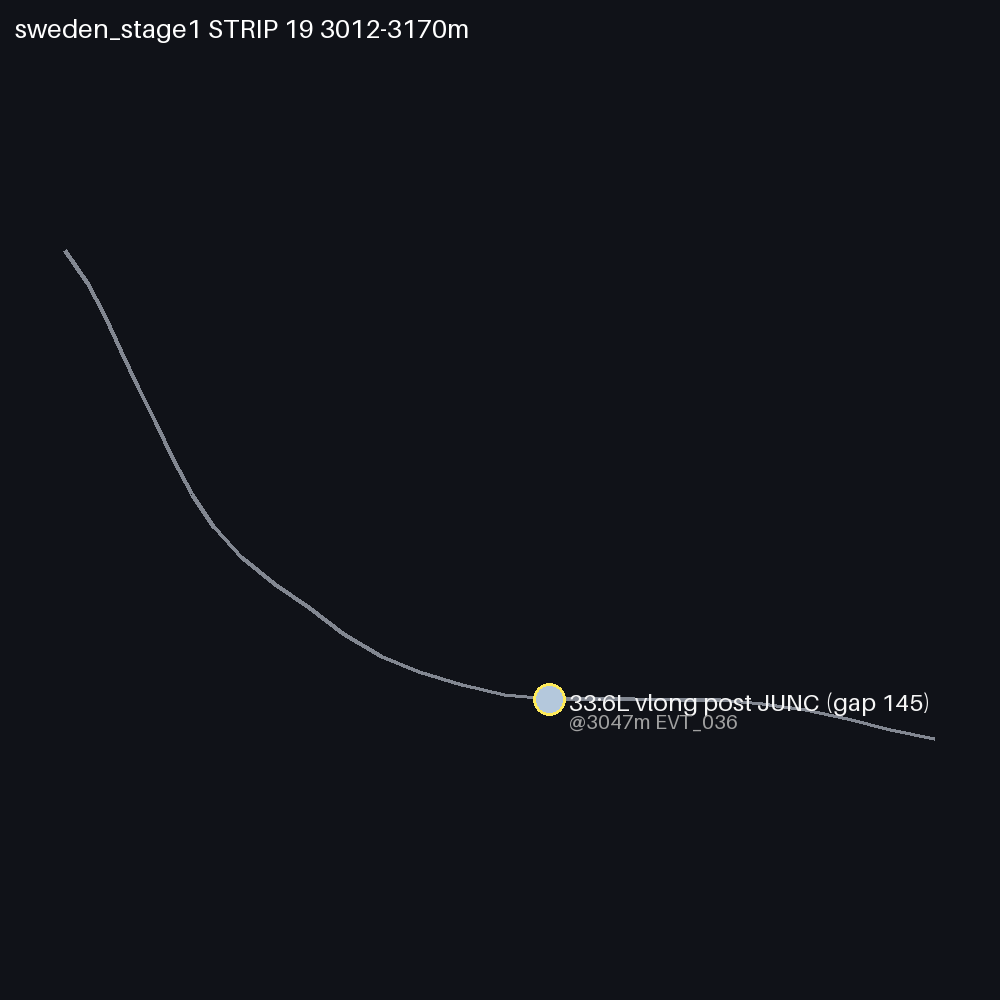 sweden_stage1 STRIP 19 3012-3170m
33:6L vlong post JUNC (gap 145)
@3047m EVT_036